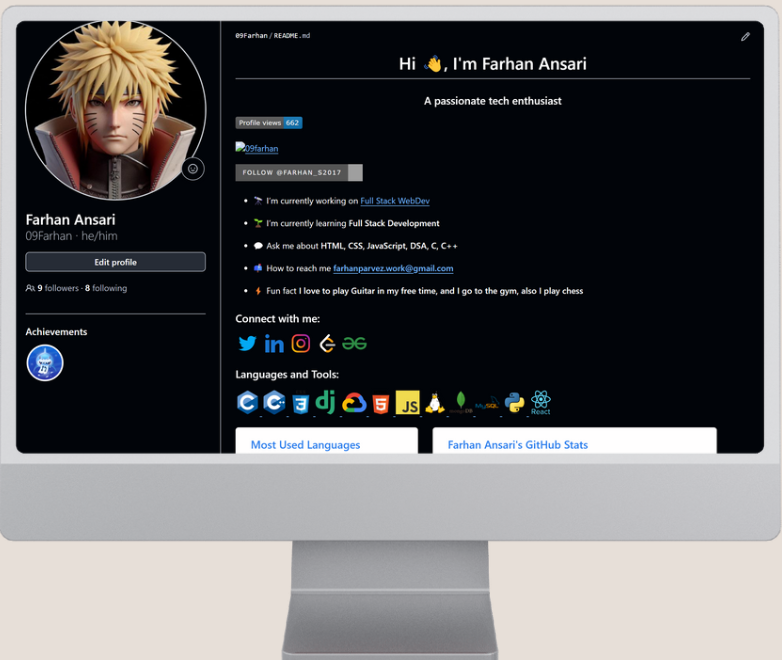 09Farhan/README.md
Hi 👋, I'm Farhan Ansari
A passionate tech enthusiast
Profile views 662
09farhan
FOLLOW @FARHAN_S2017
🔭 I'm currently working on Full Stack WebDev
🌱 I'm currently learning Full Stack Development
💬 Ask me about HTML, CSS, JavaScript, DSA, C, C++
📫 How to reach me farhanparvez.work@gmail.com
⚡ Fun fact I love to play Guitar in my free time, and I go to the gym, also I play chess
Connect with me:
in
Languages and Tools:
C C++ 3 dj 5 JS mongoDB MySQL React
Most Used Languages
Farhan Ansari's GitHub Stats
Farhan Ansari
09Farhan · he/him
Edit profile
9 followers · 8 following
Achievements